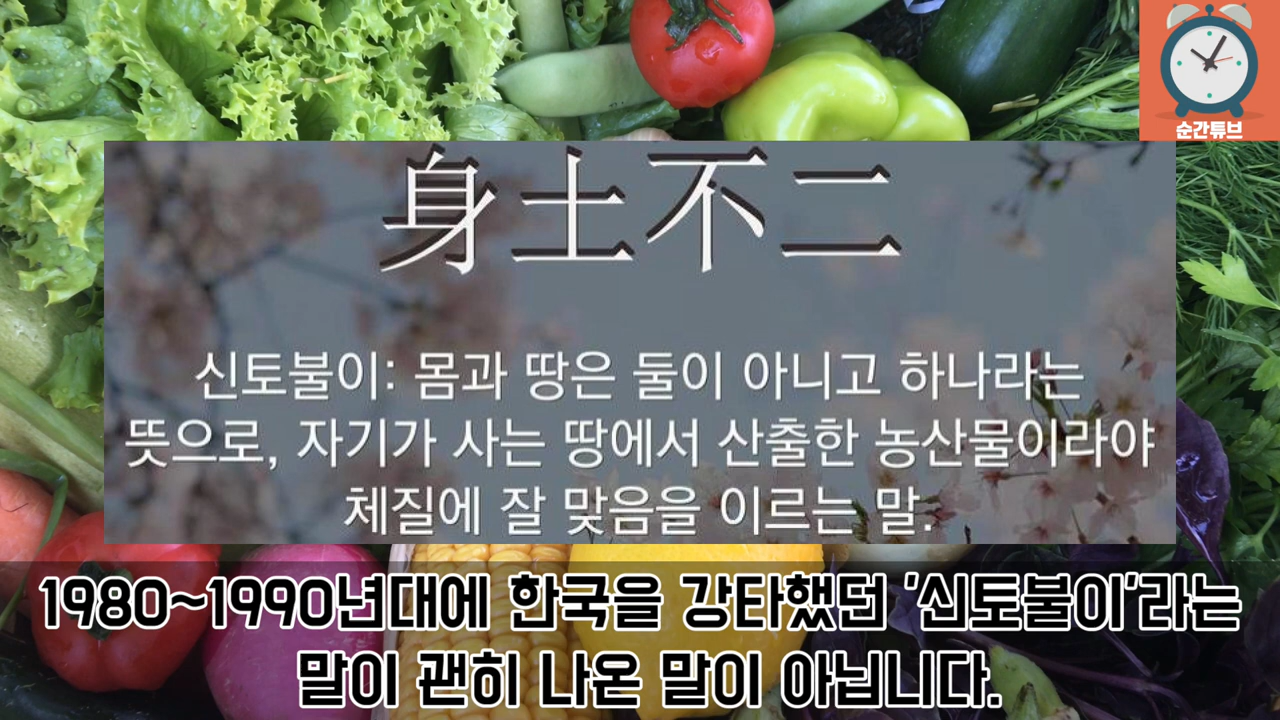 순간튜브
身土不二
신토불이: 몸과 땅은 둘이 아니고 하나라는
뜻으로, 자기가 사는 땅에서 산출한 농산물이라야
체질에 잘 맞음을 이르는 말.
1980~1990년대에 한국을 강타했던 '신토불이'라는
말이 괜히 나온 말이 아닙니다.